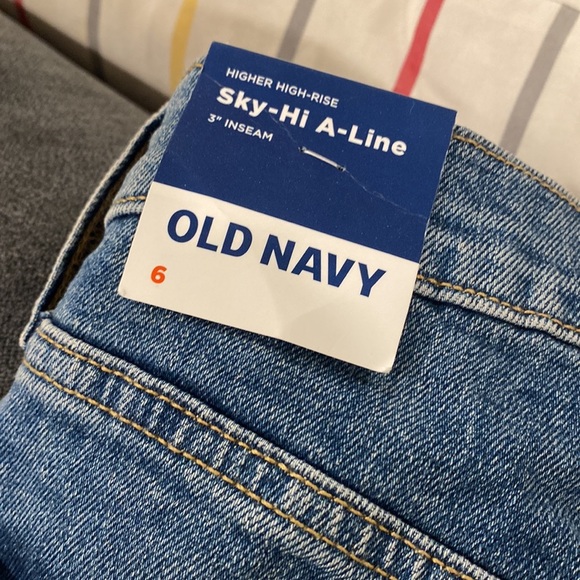 HIGHER HIGH-RISE
Sky-Hi A-Line
3" INSEAM
OLD NAVY
6